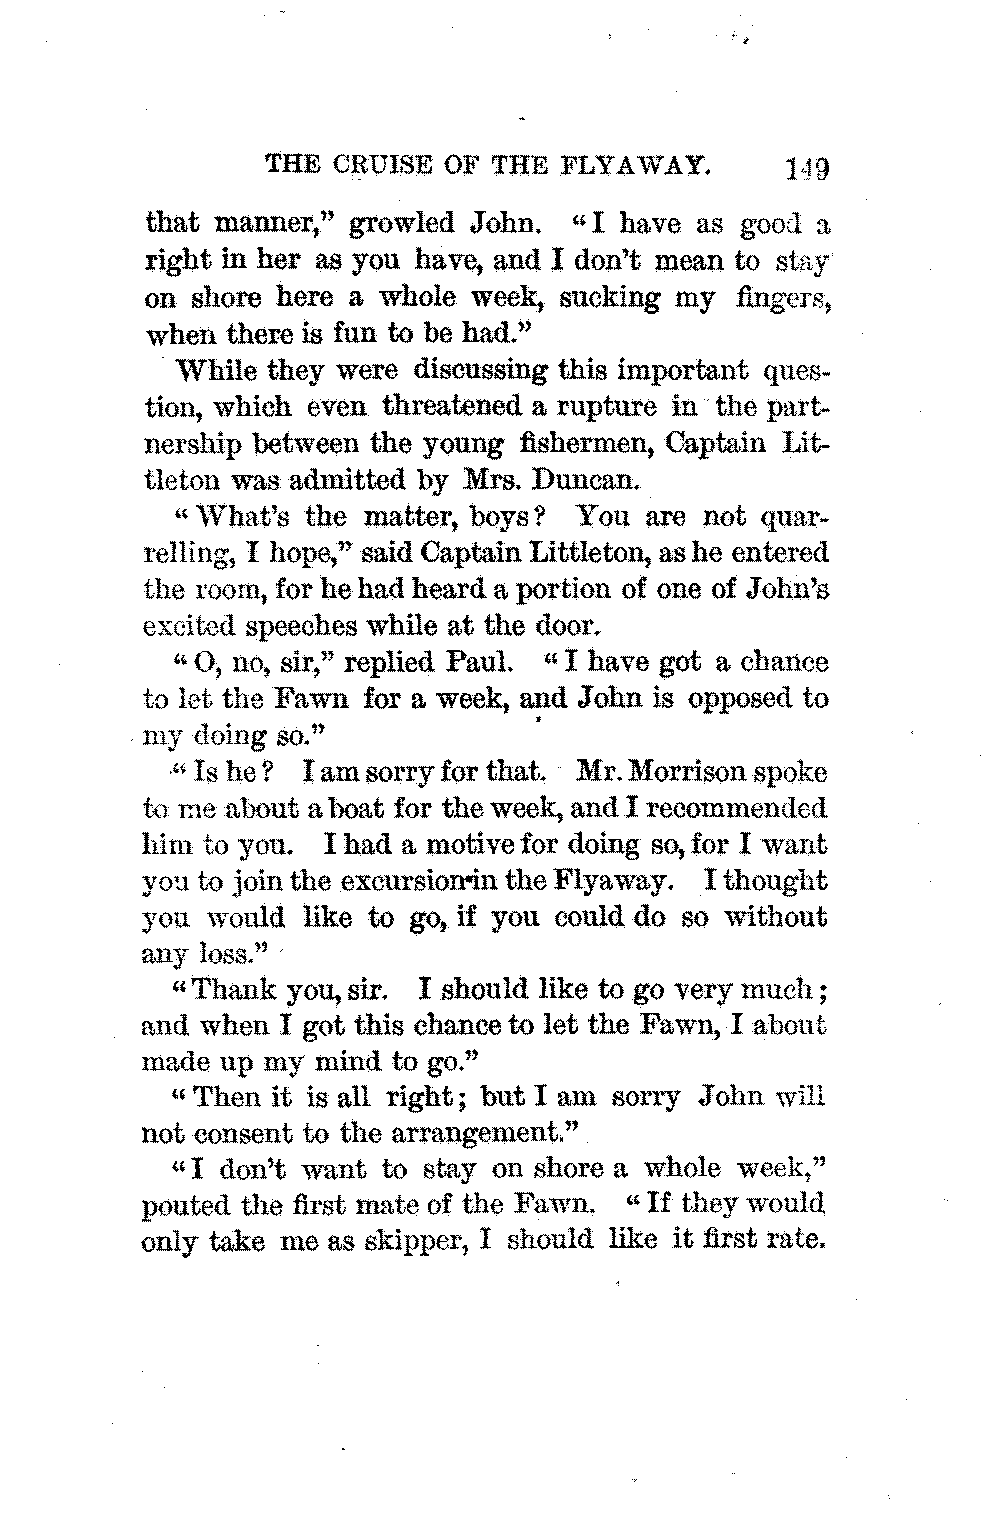 THE CRUISE OF THE FLYAWAY. 149
that manner,” growled John. “I have as good a
right in her as you have, and I don’t mean to stay
on shore here a whole week, sucking my fingers,
when there is fun to be had.”
While they were discussing this important ques-
tion, which even threatened a rupture in the part-
nership between the young fishermen, Captain Lit-
tleton was admitted by Mrs. Duncan.
“What’s the matter, boys? You are not quar-
relling, I hope,” said Captain Littleton, as he entered
the room, for he had heard a portion of one of John’s
excited speeches while at the door.
“O, no, sir,” replied Paul. “I have got a chance
to let the Fawn for a week, and John is opposed to
my doing so.”
“Is he? I am sorry for that. Mr. Morrison spoke
to me about a boat for the week, and I recommended
him to you. I had a motive for doing so, for I want
you to join the excursion in the Flyaway. I thought
you would like to go, if you could do so without
any loss.”
“Thank you, sir. I should like to go very much;
and when I got this chance to let the Fawn, I about
made up my mind to go.”
“Then it is all right; but I am sorry John will
not consent to the arrangement.”
“I don’t want to stay on shore a whole week,”
pouted the first mate of the Fawn. “If they would
only take me as skipper, I should like it first rate.